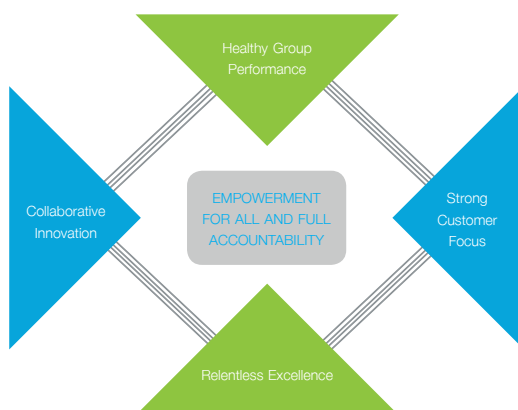 Healthy Group
Performance
Collaborative
Innovation
EMPOWERMENT
FOR ALL AND FULL
ACCOUNTABILITY
Strong
Customer
Focus
Relentless Excellence